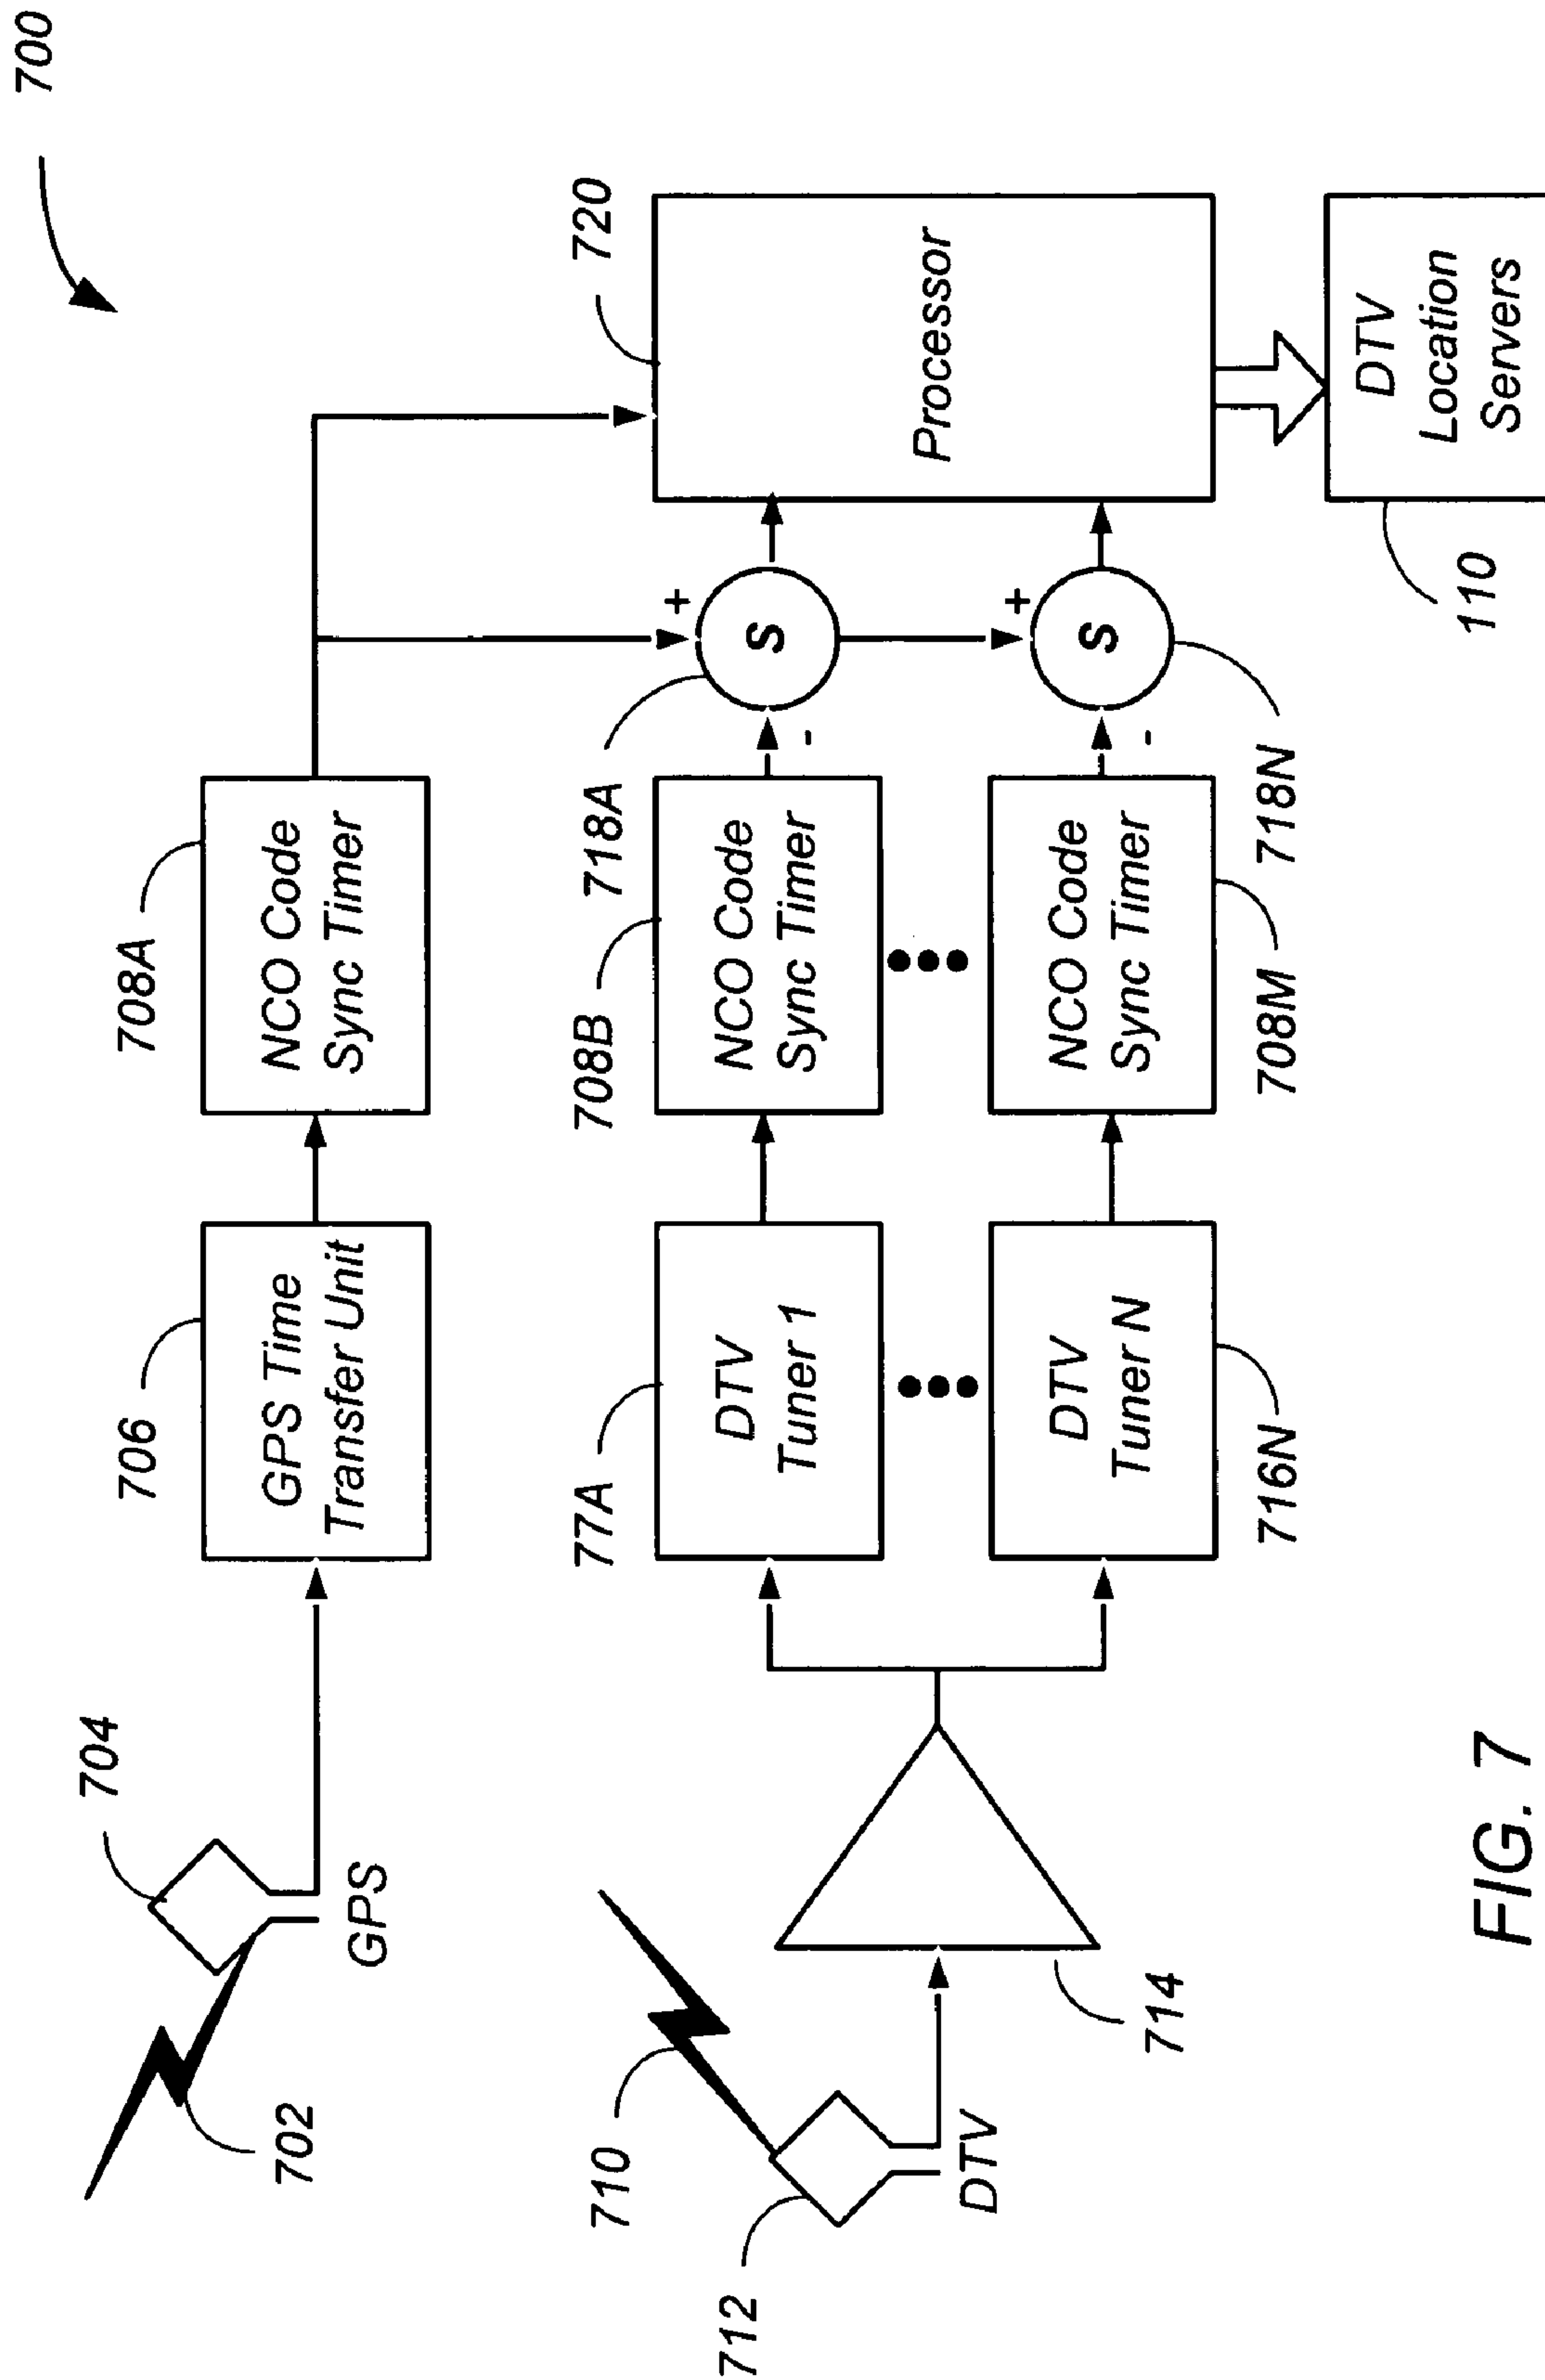 700
704
702
GPS
706
GPS Time
Transfer Unit
708A
NCO Code
Sync Timer
720
Processor
710
712
DTV
714
77A
DTV
Tuner 1
708B
NCO Code
Sync Timer
718A
+
S
-
716N
DTV
Tuner N
708M
NCO Code
Sync Timer
718N
+
S
-
110
DTV
Location
Servers
FIG. 7